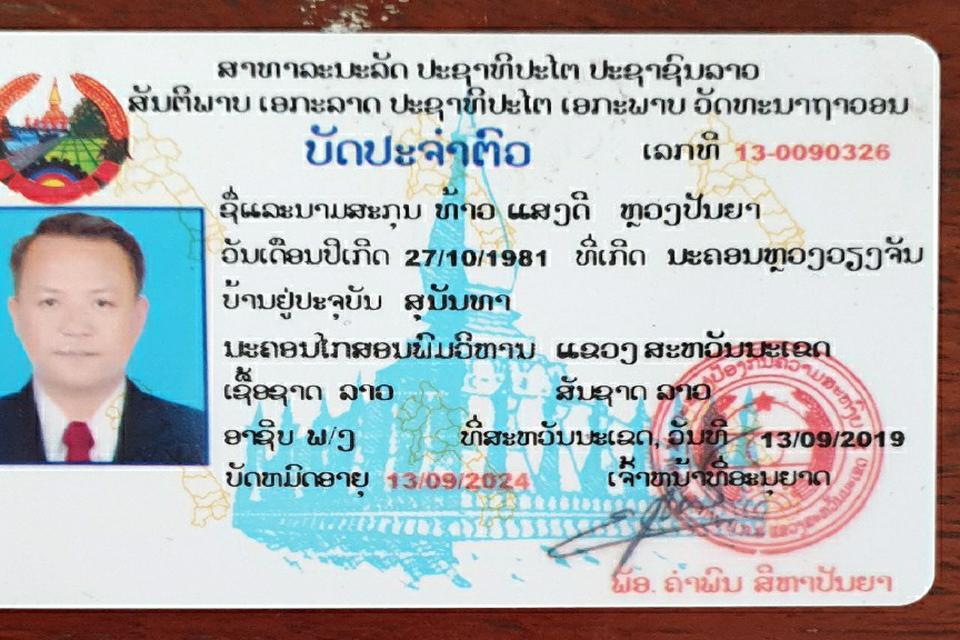 ສາທາລະນະລັດ ປະຊາທິປະໄຕ ປະຊາຊົນລາວ
ສັນຕິພາບ ເອກະລາດ ປະຊາທິປະໄຕ ເອກະພາບ ວັດທະນາຖາວອນ
ບັດປະຈຳຕົວ ເລກທີ 13-0090326
ຊື່ແລະນາມສະກຸນ ທ້າວ ແສງດີ ຫຼວງປັນຍາ
ວັນເດືອນປີເກີດ 27/10/1981 ທີ່ເກີດ ນະຄອນຫຼວງວຽງຈັນ
ບ້ານຢູ່ປະຈຸບັນ ສຸນັນທາ
ນະຄອນໄກສອນພົມວິຫານ ແຂວງ ສະຫວັນນະເຂດ
ເຊື້ອຊາດ ລາວ ສັນຊາດ ລາວ
ອາຊີບ ພ/ງ ທີ່ສະຫວັນນະເຂດ, ວັນທີ 13/09/2019
ບັດຫມົດອາຍຸ 13/09/2024 ເຈົ້າຫນ້າທີ່ອະນຸຍາດ
ພັອ. ຄໍາພົນ ສີຫາປັນຍາ